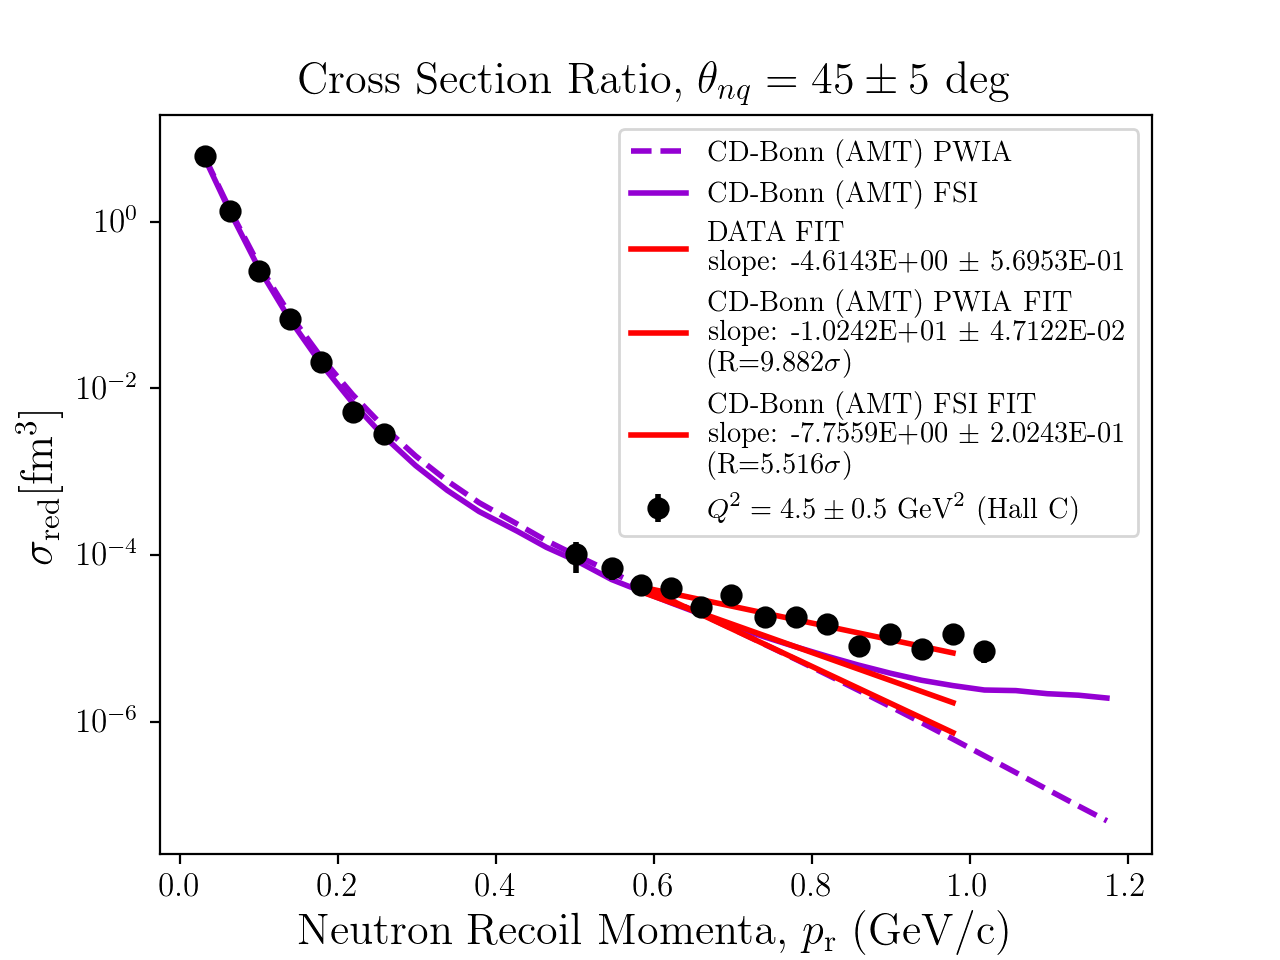 Cross Section Ratio, θnq = 45 ± 5 deg
CD-Bonn (AMT) PWIA
CD-Bonn (AMT) FSI
DATA FIT
slope: -4.6143E+00 ± 5.6953E-01
CD-Bonn (AMT) PWIA FIT
slope: -1.0242E+01 ± 4.7122E-02
(R=9.882σ)
CD-Bonn (AMT) FSI FIT
slope: -7.7559E+00 ± 2.0243E-01
(R=5.516σ)
Q² = 4.5 ± 0.5 GeV² (Hall C)
σred[fm³]
10⁰
10⁻²
10⁻⁴
10⁻⁶
0.0 0.2 0.4 0.6 0.8 1.0 1.2
Neutron Recoil Momenta, pr (GeV/c)